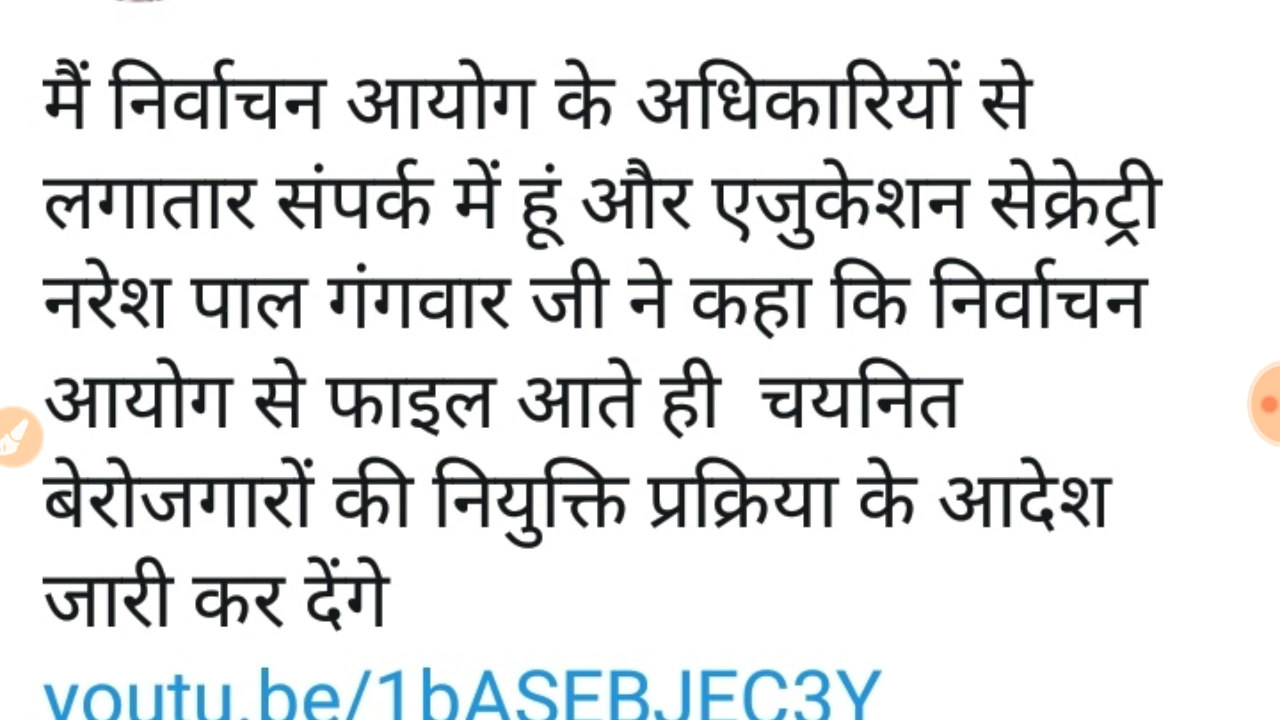 मैं निर्वाचन आयोग के अधिकारियों से
लगातार संपर्क में हूं और एजुकेशन सेक्रेट्री
नरेश पाल गंगवार जी ने कहा कि निर्वाचन
आयोग से फाइल आते ही चयनित
बेरोजगारों की नियुक्ति प्रक्रिया के आदेश
जारी कर देंगे
youtu.be/1bASEBJEC3Y